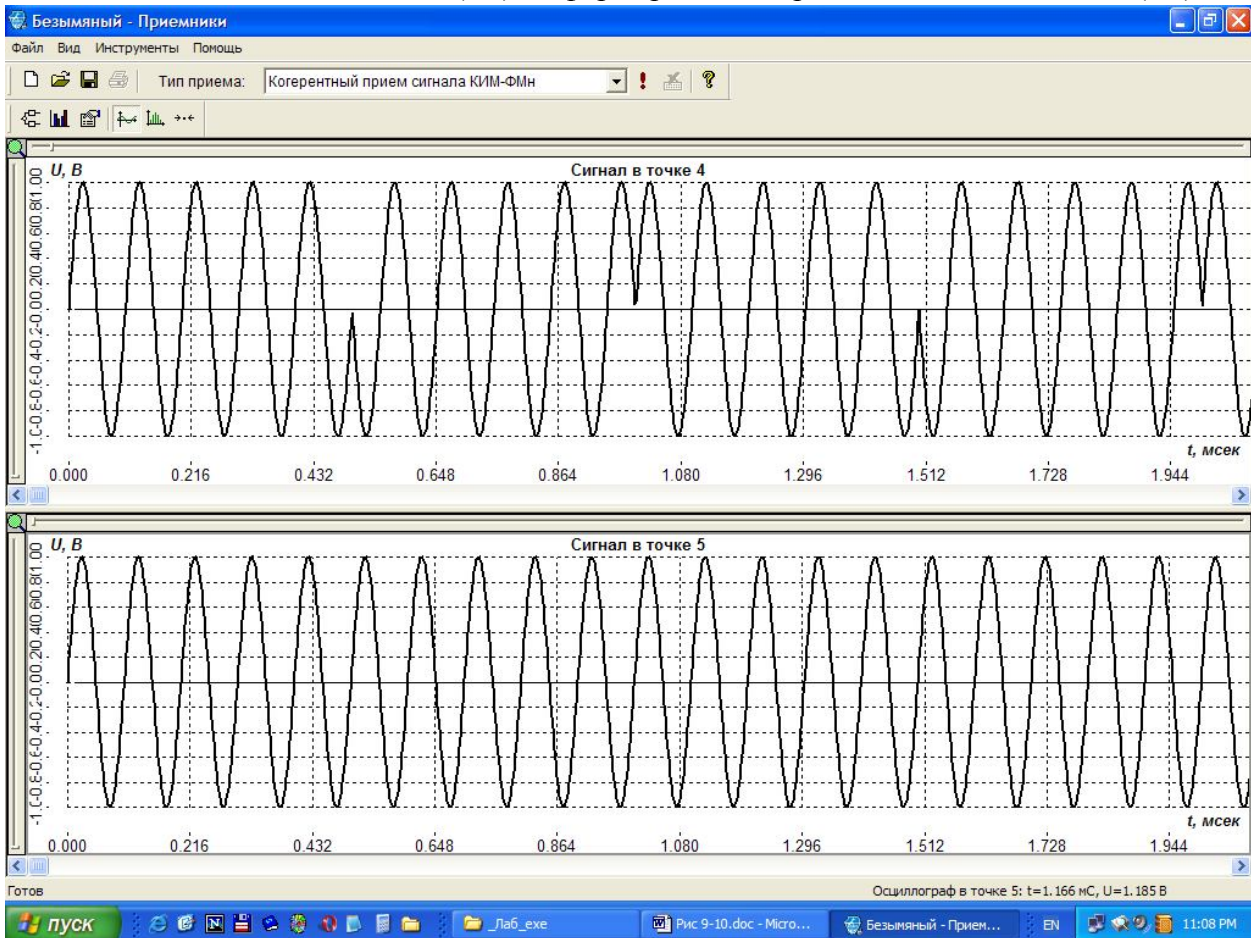 Безымяный - Приемники
Файл Вид Инструменты Помощь
Тип приема: Когерентный прием сигнала КИМ-ФМн
U, В
Сигнал в точке 4
t, мсек
0.000 0.216 0.432 0.648 0.864 1.080 1.296 1.512 1.728 1.944
U, В
Сигнал в точке 5
t, мсек
0.000 0.216 0.432 0.648 0.864 1.080 1.296 1.512 1.728 1.944
Готов
Осциллограф в точке 5: t=1.166 мС, U=1.185 В
пуск _Лаб_exe Рис 9-10.doc - Micro... Безымяный - Прием... EN 11:08 PM